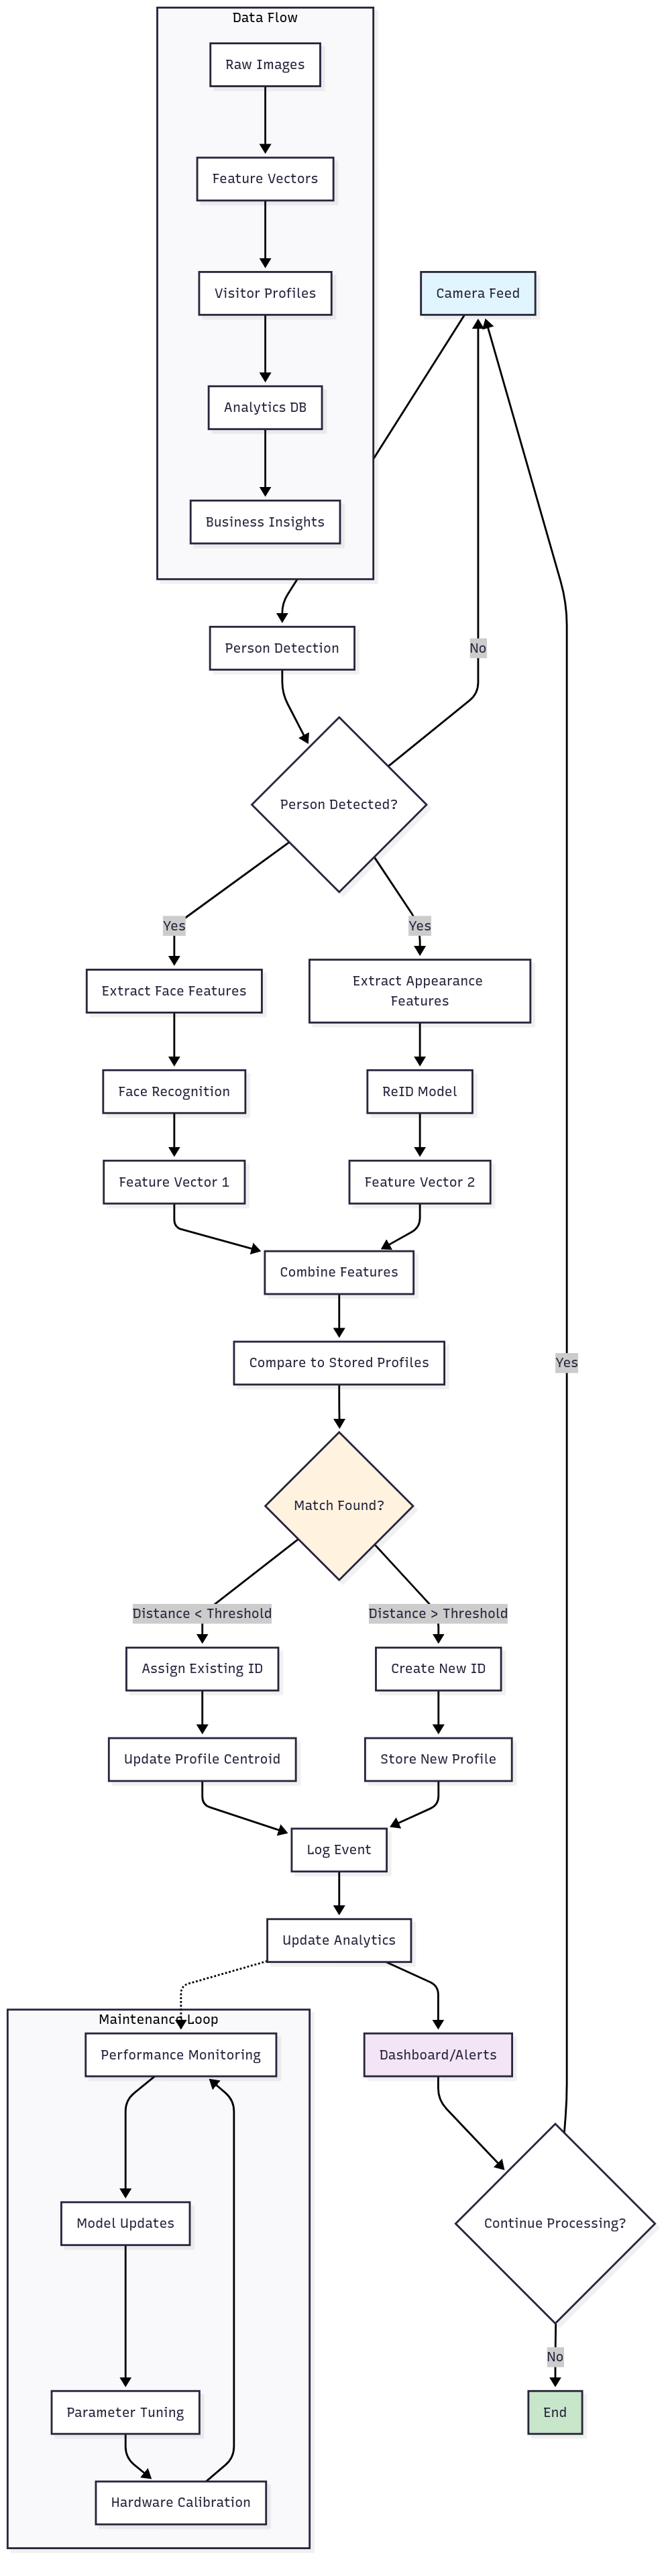 Data Flow
Raw Images
Feature Vectors
Visitor Profiles
Camera Feed
Analytics DB
Business Insights
Person Detection
No
Person Detected?
Yes
Yes
Extract Face Features
Extract Appearance
Features
Face Recognition
ReID Model
Feature Vector 1
Feature Vector 2
Combine Features
Compare to Stored Profiles
Yes
Match Found?
Distance < Threshold
Distance > Threshold
Assign Existing ID
Create New ID
Update Profile Centroid
Store New Profile
Log Event
Update Analytics
Maintenance Loop
Performance Monitoring
Dashboard/Alerts
Model Updates
Continue Processing?
No
Parameter Tuning
End
Hardware Calibration